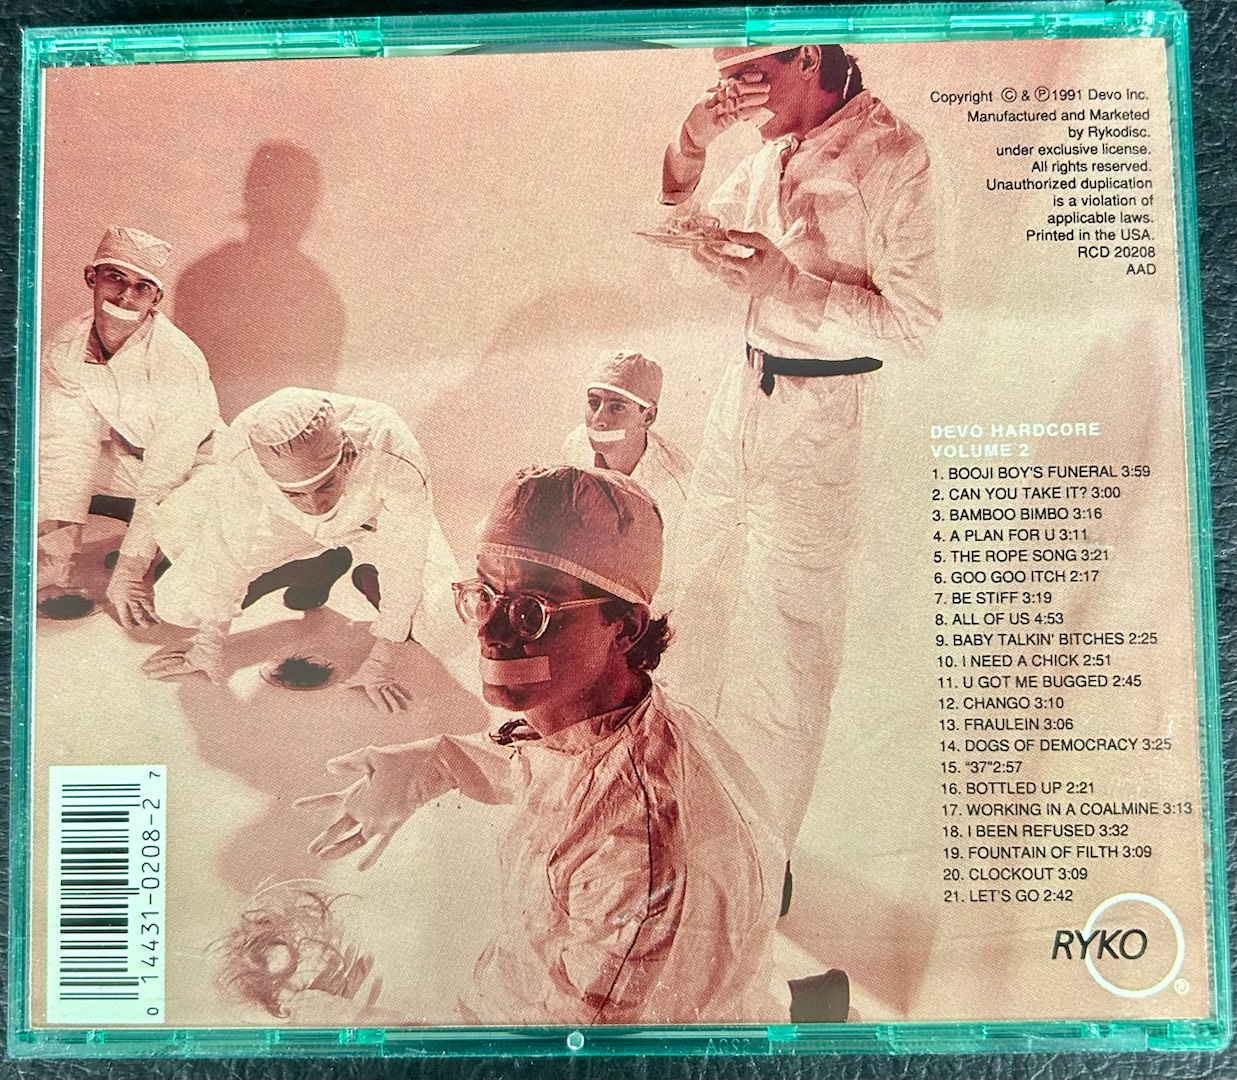 Copyright © & ℗1991 Devo Inc.
Manufactured and Marketed
by Rykodisc.
under exclusive license.
All rights reserved.
Unauthorized duplication
is a violation of
applicable laws.
Printed in the USA.
RCD 20208
AAD
DEVO HARDCORE
VOLUME 2
1. BOOJI BOY'S FUNERAL 3:59
2. CAN YOU TAKE IT? 3:00
3. BAMBOO BIMBO 3:16
4. A PLAN FOR U 3:11
5. THE ROPE SONG 3:21
6. GOO GOO ITCH 2:17
7. BE STIFF 3:19
8. ALL OF US 4:53
9. BABY TALKIN' BITCHES 2:25
10. I NEED A CHICK 2:51
11. U GOT ME BUGGED 2:45
12. CHANGO 3:10
13. FRAULEIN 3:06
14. DOGS OF DEMOCRACY 3:25
15. "37"2:57
16. BOTTLED UP 2:21
17. WORKING IN A COALMINE 3:13
18. I BEEN REFUSED 3:32
19. FOUNTAIN OF FILTH 3:09
20. CLOCKOUT 3:09
21. LET'S GO 2:42
RYKO
®
0 14431-0208-2 7